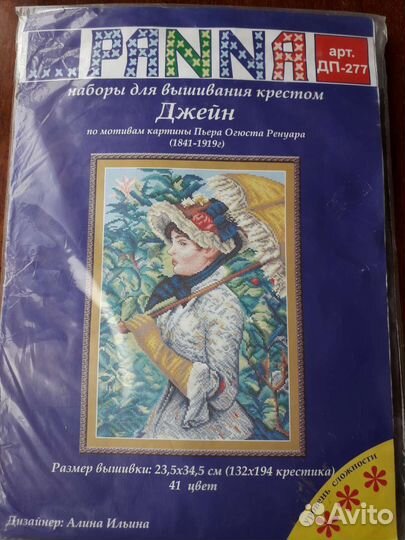 PANNA
арт.
ДП-277
наборы для вышивания крестом
Джейн
по мотивам картины Пьера Огюста Ренуара
(1841-1919г)
Размер вышивки: 23,5х34,5 см (132х194 крестика)
41 цвет
сложности
Дизайнер: Алина Ильина
Avito